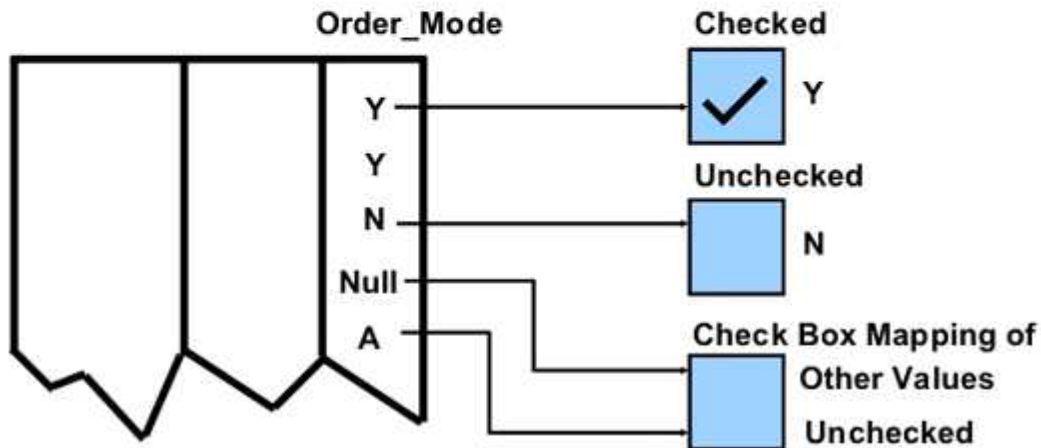 Order_Mode
Y
Y
N
Null
A
Checked
Y
Unchecked
N
Check Box Mapping of
Other Values
Unchecked